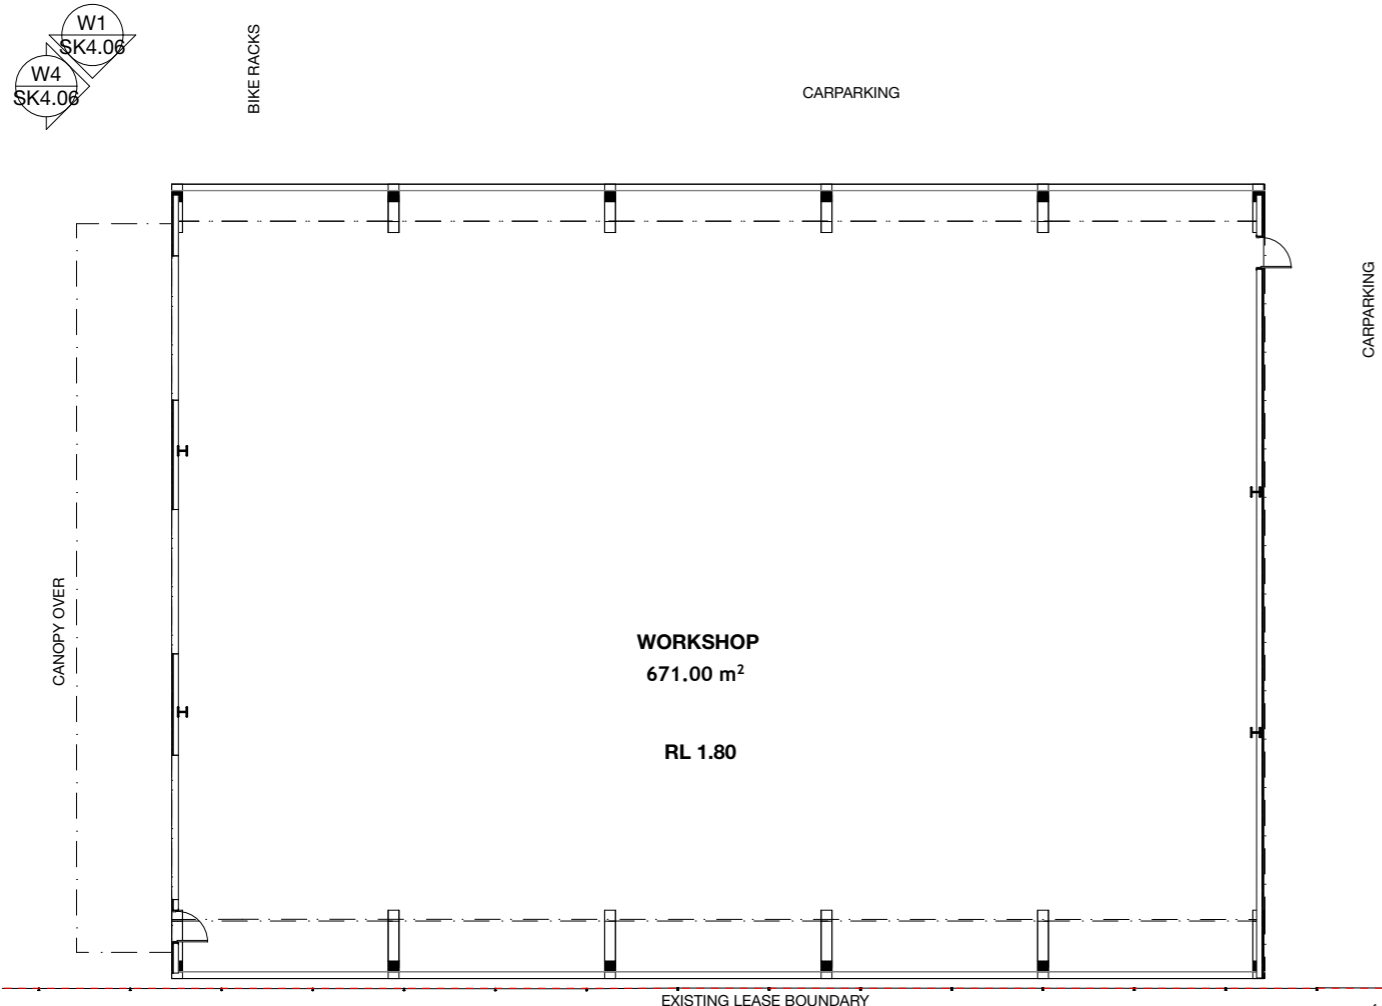 W1
SK4.06
W4
SK4.06
BIKE RACKS
CARPARKING
CARPARKING
CANOPY OVER
WORKSHOP
671.00 m²
RL 1.80
EXISTING LEASE BOUNDARY